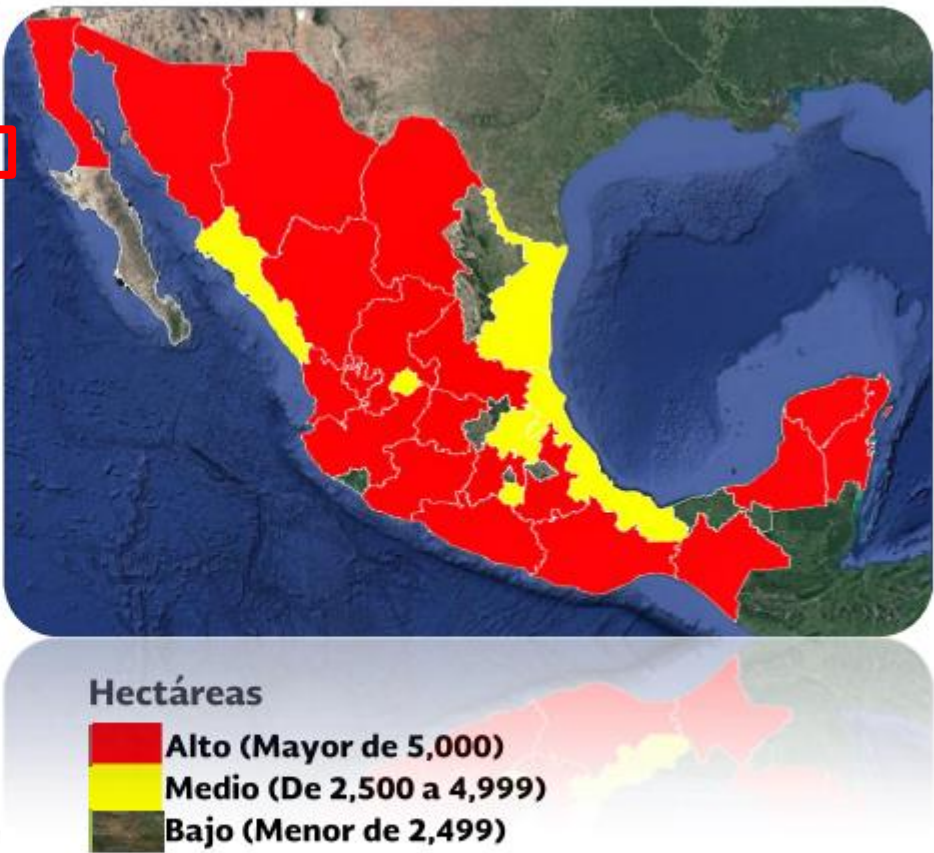 Hectáreas
Alto (Mayor de 5,000)
Medio (De 2,500 a 4,999)
Bajo (Menor de 2,499)